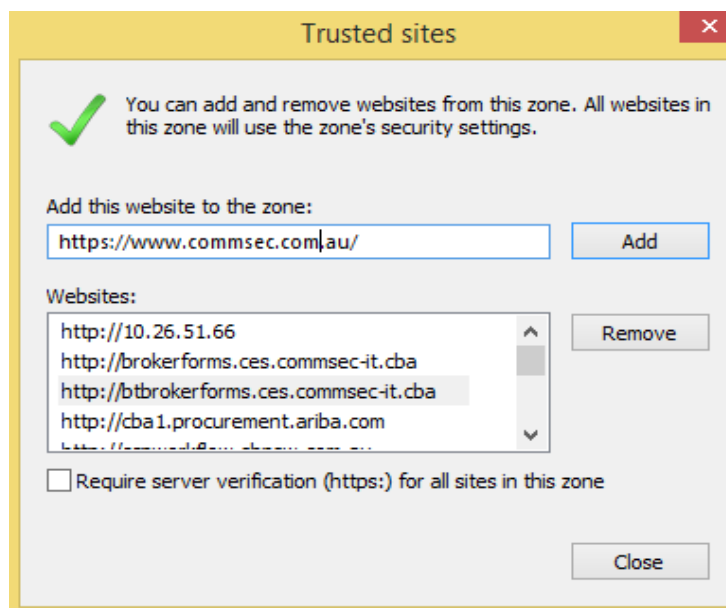 Trusted sites
You can add and remove websites from this zone. All websites in
this zone will use the zone's security settings.
Add this website to the zone:
https://www.commsec.com.au/
Add
Websites:
http://10.26.51.66
Remove
http://brokerforms.ces.commsec-it.cba
http://btbrokerforms.ces.commsec-it.cba
http://cba1.procurement.ariba.com
Require server verification (https:) for all sites in this zone
Close